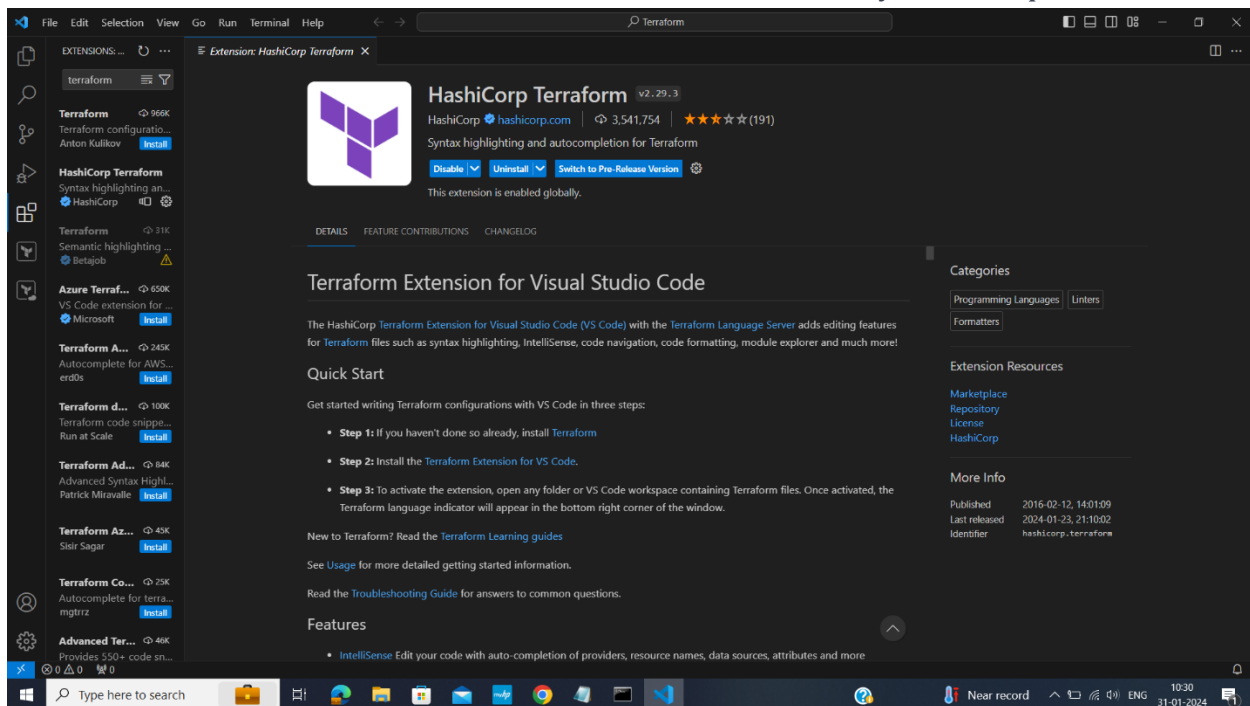 File Edit Selection View Go Run Terminal Help
Terraform
EXTENSIONS: ...
Extension: HashiCorp Terraform
terraform
Terraform 966K
Terraform configuratio...
Anton Kulikov Install
HashiCorp Terraform
Syntax highlighting an...
HashiCorp
Terraform 31K
Semantic highlighting ...
Betajob
Azure Terraf... 650K
VS Code extension for ...
Microsoft Install
Terraform A... 245K
Autocomplete for AWS...
erd0s Install
Terraform d... 100K
Terraform code snippe...
Run at Scale Install
Terraform Ad... 84K
Advanced Syntax Highl...
Patrick Miravalle Install
Terraform Az... 45K
Sisir Sagar Install
Terraform Co... 25K
Autocomplete for terra...
mgtrrz Install
Advanced Ter... 46K
Provides 550+ code sn...
HashiCorp Terraform v2.29.3
HashiCorp hashicorp.com 3,541,754 (191)
Syntax highlighting and autocompletion for Terraform
Disable Uninstall Switch to Pre-Release Version
This extension is enabled globally.
DETAILS FEATURE CONTRIBUTIONS CHANGELOG
Terraform Extension for Visual Studio Code
The HashiCorp Terraform Extension for Visual Studio Code (VS Code) with the Terraform Language Server adds editing features
for Terraform files such as syntax highlighting, IntelliSense, code navigation, code formatting, module explorer and much more!
Quick Start
Get started writing Terraform configurations with VS Code in three steps:
• Step 1: If you haven't done so already, install Terraform
• Step 2: Install the Terraform Extension for VS Code.
• Step 3: To activate the extension, open any folder or VS Code workspace containing Terraform files. Once activated, the
Terraform language indicator will appear in the bottom right corner of the window.
New to Terraform? Read the Terraform Learning guides
See Usage for more detailed getting started information.
Read the Troubleshooting Guide for answers to common questions.
Features
• IntelliSense Edit your code with auto-completion of providers, resource names, data sources, attributes and more
Categories
Programming Languages Linters
Formatters
Extension Resources
Marketplace
Repository
License
HashiCorp
More Info
Published 2016-02-12, 14:01:09
Last released 2024-01-23, 21:10:02
Identifier hashicorp.terraform
0 0 0
Type here to search
Near record
ENG
10:30
31-01-2024